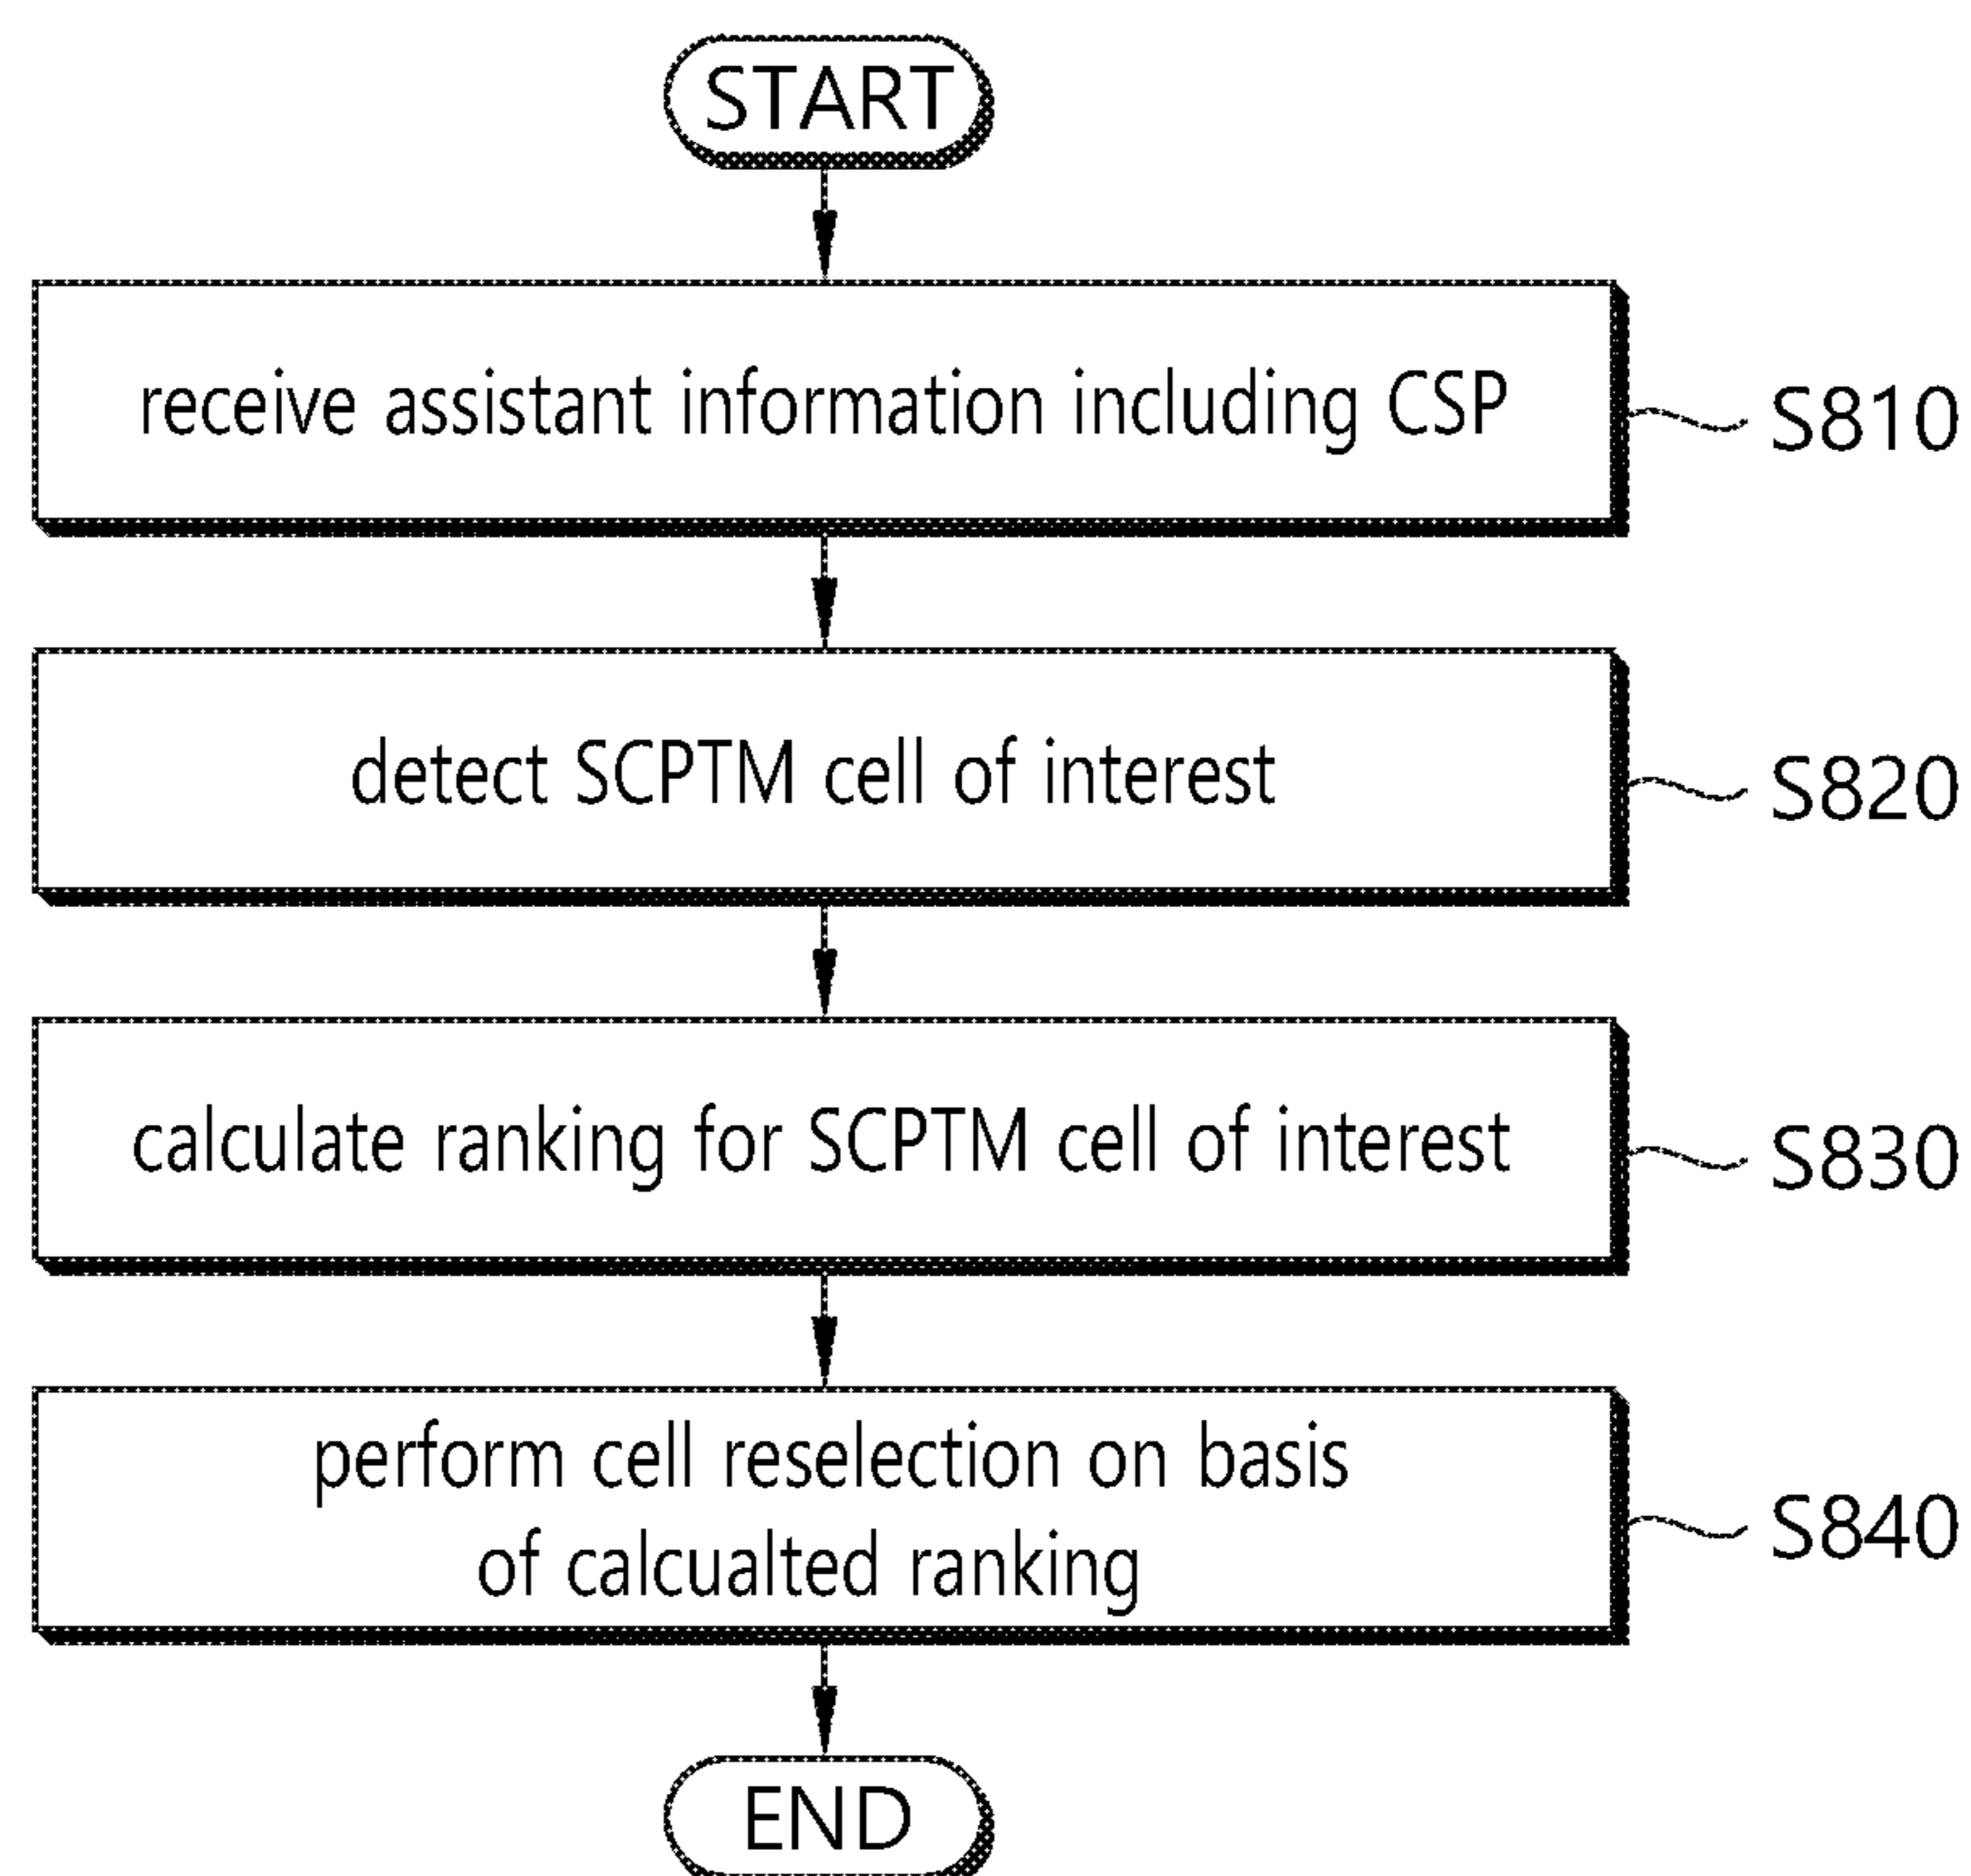 START
receive assistant information including CSP
S810
detect SCPTM cell of interest
S820
calculate ranking for SCPTM cell of interest
S830
perform cell reselection on basis
of calcualted ranking
S840
END